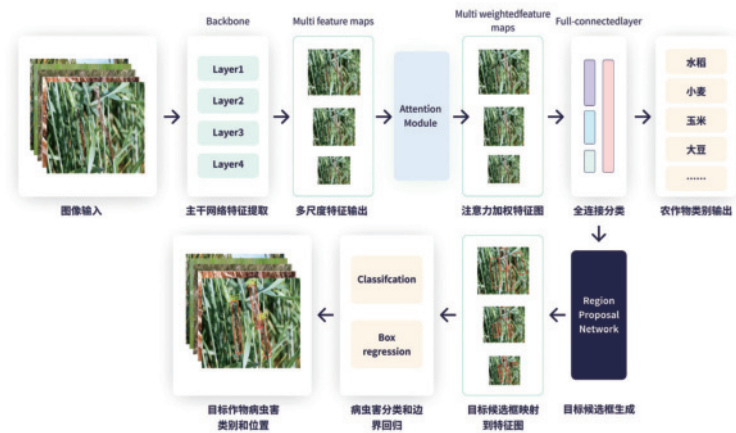 Backbone
Multi feature maps
Multi weightedfeature
maps
Full-connectedlayer
Layer1
Layer2
Layer3
Layer4
Attention
Module
水稻
小麦
玉米
大豆
......
图像输入
主干网络特征提取
多尺度特征输出
注意力加权特征图
全连接分类
农作物类别输出
Classifcation
Box
regression
Region
Proposal
Network
目标作物病虫害
类别和位置
病虫害分类和边
界回归
目标候选框映射
到特征图
目标候选框生成